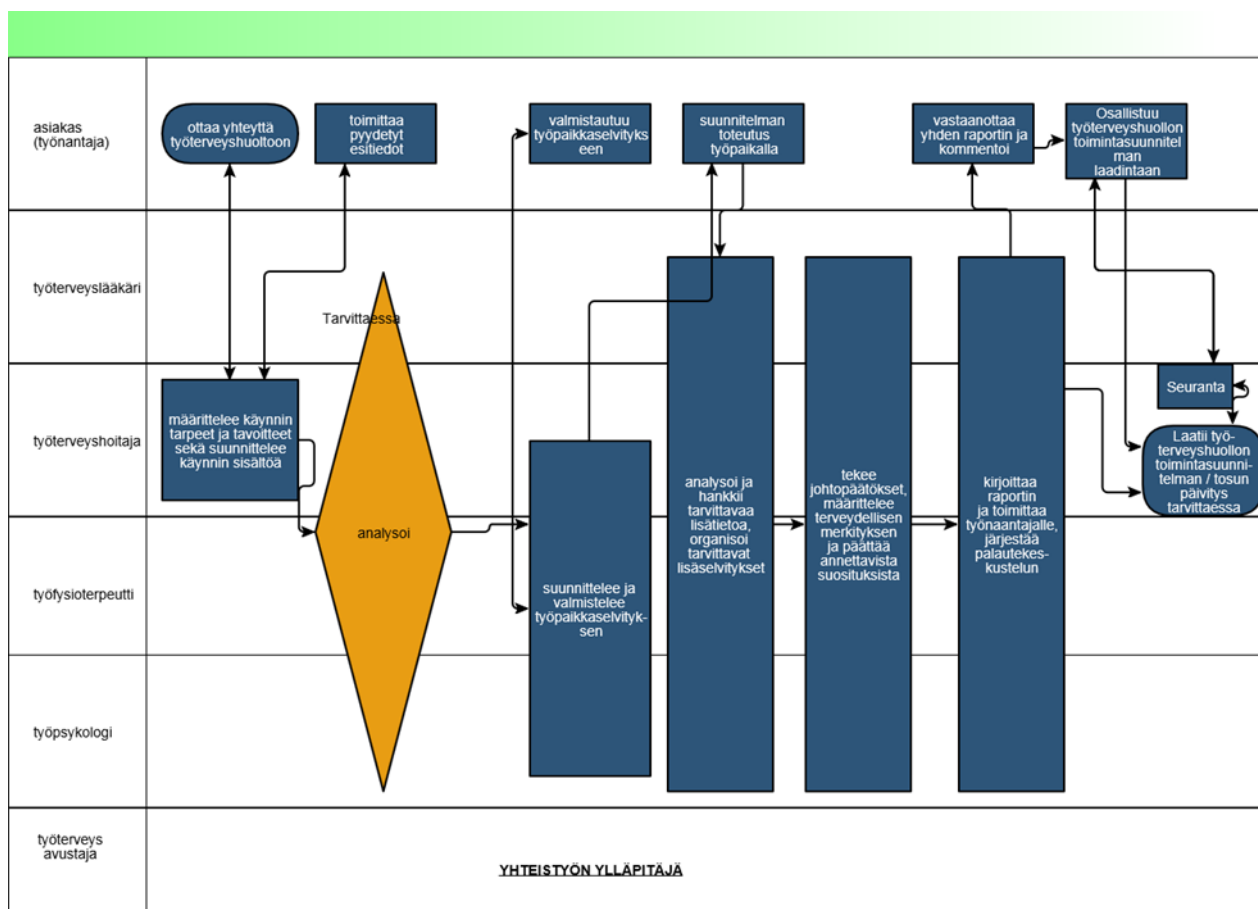 asiakas
(työnantaja)
ottaa yhteyttä
työterveyshuoltoon
toimittaa
pyydetyt
esitiedot
valmistautuu
työpaikkaselvityks
een
suunnitelman
toteutus
työpaikalla
vastaanottaa
yhden raportin ja
kommentoi
Osallistuu
työterveyshuollon
toimintasuunnitel
man
laadintaan
työterveyslääkäri
Tarvittaessa
työterveyshoitaja
määrittelee käynnin
tarpeet ja tavoitteet
sekä suunnittelee
käynnin sisältöä
analysoi
suunnittelee ja
valmistelee
työpaikkaselvityk-
sen
analysoi ja
hankkii
tarvittavaa
lisätietoa,
organisoi
tarvittavat
lisäselvitykset
tekee
johtopäätökset,
määrittelee
terveydellisen
merkityksen
ja päättää
annettavista
suosituksista
kirjoittaa
raportin
ja toimittaa
työnaantajalle,
järjestää
palautekes-
kustelun
Seuranta
Laatii työ-
terveyshuollon
toimintasuunni-
telman / tosun
päivitys
tarvittaessa
työfysioterpeutti
työpsykologi
työterveys
avustaja
YHTEISTYÖN YLLÄPITÄJÄ